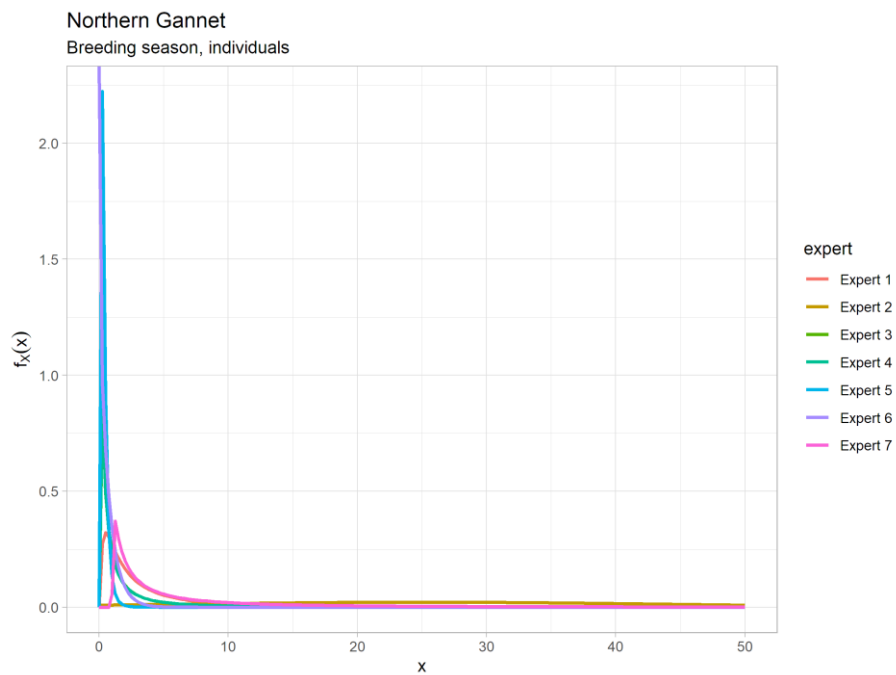 Northern Gannet
Breeding season, individuals
2.0
1.5
1.0
0.5
0.0
fX(x)
0
10
20
30
40
50
x
expert
Expert 1
Expert 2
Expert 3
Expert 4
Expert 5
Expert 6
Expert 7